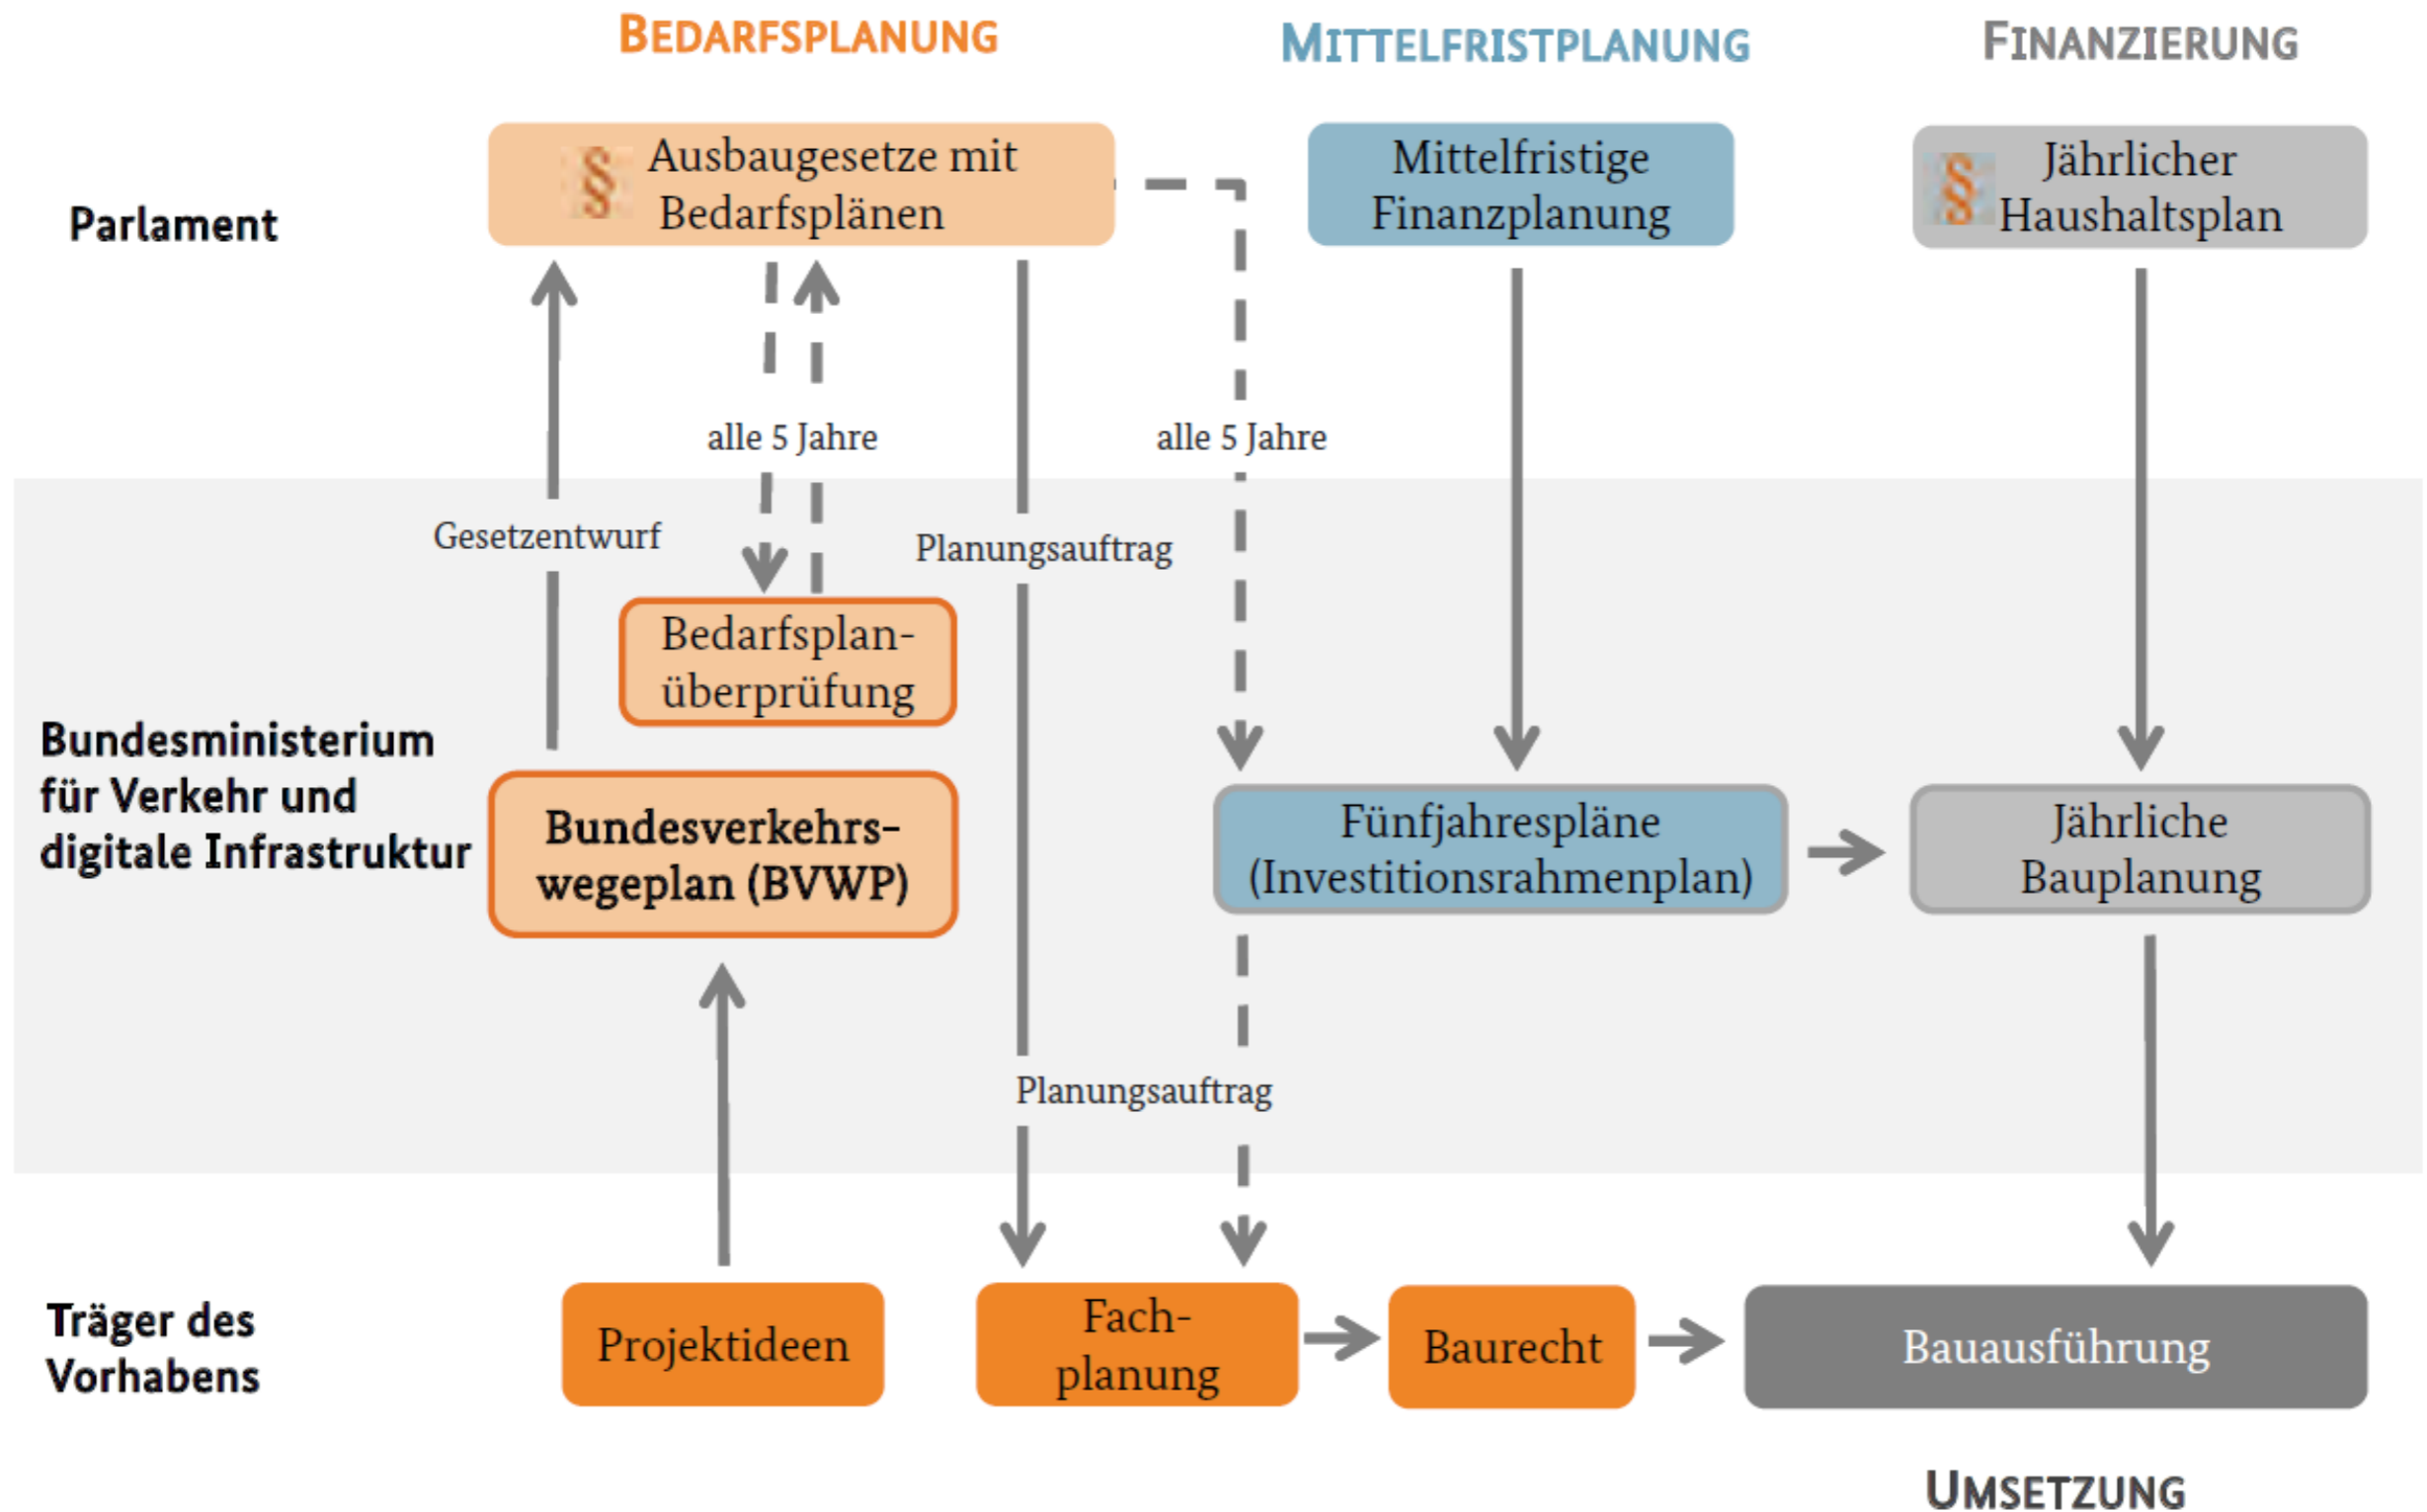 BEDARFSPLANUNG
MITTELFRISTPLANUNG
FINANZIERUNG
Parlament
§ Ausbaugesetze mit
Bedarfsplänen
Mittelfristige
Finanzplanung
§ Jährlicher
Haushaltsplan
alle 5 Jahre
alle 5 Jahre
Gesetzentwurf
Planungsauftrag
Bedarfsplan-
überprüfung
Bundesministerium
für Verkehr und
digitale Infrastruktur
Bundesverkehrs-
wegeplan (BVWP)
Fünfjahrespläne
(Investitionsrahmenplan)
Jährliche
Bauplanung
Planungsauftrag
Träger des
Vorhabens
Projektideen
Fach-
planung
Baurecht
Bauausführung
UMSETZUNG